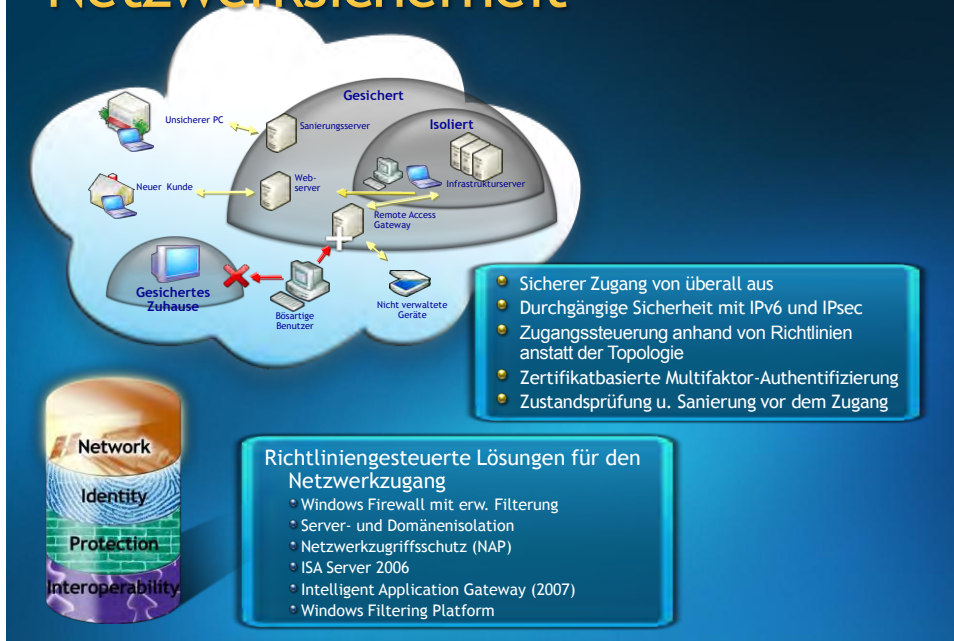 Netzwerksicherheit
Gesichert
Unsicherer PC
Sanierungsserver
Isoliert
Neuer Kunde
Web-
server
Infrastrukturserver
Remote Access
Gateway
Gesichertes
Zuhause
Bösartige
Benutzer
Nicht verwaltete
Geräte
Sicherer Zugang von überall aus
Durchgängige Sicherheit mit IPv6 und IPsec
Zugangssteuerung anhand von Richtlinien
anstatt der Topologie
Zertifikatbasierte Multifaktor-Authentifizierung
Zustandsprüfung u. Sanierung vor dem Zugang
Network
Identity
Protection
Interoperability
Richtliniengesteuerte Lösungen für den
Netzwerkzugang
Windows Firewall mit erw. Filterung
Server- und Domänenisolation
Netzwerkzugriffsschutz (NAP)
ISA Server 2006
Intelligent Application Gateway (2007)
Windows Filtering Platform